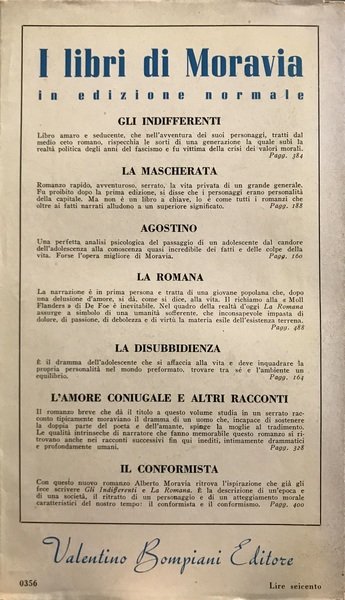 I libri di Moravia
in edizione normale
GLI INDIFFERENTI
Libro amaro e seducente, che nell'avventura dei suoi personaggi, tratti dal
medio ceto romano, rispecchia le sorti di una generazione la quale subì la
realtà politica degli anni del fascismo e fu vittima della crisi dei valori morali.
Pagg. 384
LA MASCHERATA
Romanzo rapido, avventuroso, serrato, la vita privata di un grande generale.
Fu proibito dopo la prima edizione, si disse che i personaggi erano personalità
della capitale. Ma non è un libro a chiave, lo è come tutti i romanzi che
oltre ai fatti narrati alludono a un superiore significato. Pagg. 188
AGOSTINO
Una perfetta analisi psicologica del passaggio di un adolescente dal candore
dell'adolescenza alla conoscenza quasi incredibile dei fatti e delle colpe della
vita. Forse l'opera migliore di Moravia. Pagg. 160
LA ROMANA
La narrazione è in prima persona e tratta di una giovane popolana che, dopo
una delusione d'amore, si dà, come si dice, alla vita. Il richiamo alla « Moll
Flanders » di De Foe è inevitabile. Nel quadro della realtà d'oggi La Romana
assurge a simbolo di una umanità sofferente, che inconsapevole impasta di
dolore, di passione, di debolezza e di virtù la materia esile dell'esistenza terrena.
Pagg. 488
LA DISUBBIDIENZA
È il dramma dell'adolescente che si affaccia alla vita e deve inquadrare la
propria personalità nel mondo preformato, trovare tra sé e l'ambiente un
equilibrio. Pagg. 164
L'AMORE CONIUGALE E ALTRI RACCONTI
Il romanzo breve che dà il titolo a questo volume studia in un serrato rac-
conto tipicamente moraviano il dramma di un uomo che, incapace di sostenere
la doppia parte del poeta e dell'amante, spinge la moglie al tradimento.
Le qualità intrinseche di narratore che fanno memorabile questo romanzo si ri-
trovano anche nei racconti successivi fin qui inediti, intimamente drammatici
e profondamente umani. Pagg. 328
IL CONFORMISTA
Con questo nuovo romanzo Alberto Moravia ritrova l'ispirazione che già gli
fece scrivere Gli Indifferenti e La Romana. È la descrizione di un'epoca e
di una società, il ritratto di un personaggio e di un atteggiamento morale
caratteristici del nostro tempo: il conformista e il conformismo. Pagg. 400
Valentino Bompiani Editore
0356
Lire seicento